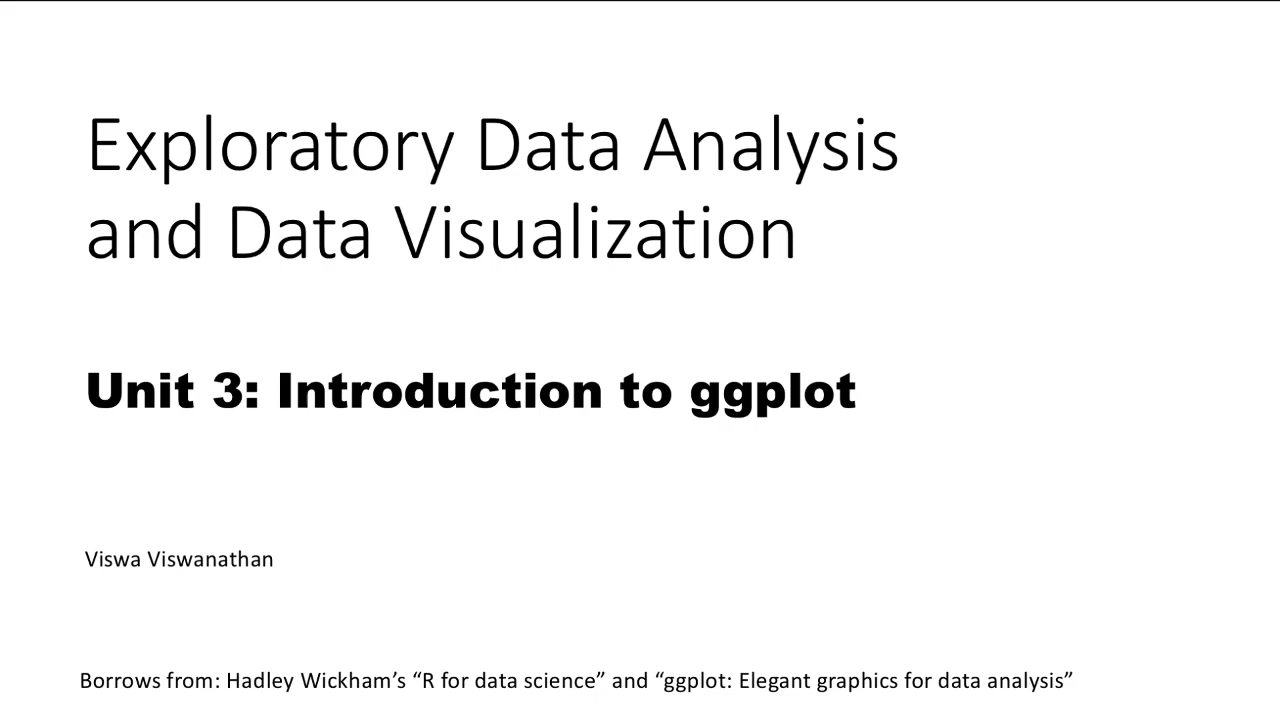 Exploratory Data Analysis
and Data Visualization
Unit 3: Introduction to ggplot
Viswa Viswanathan
Borrows from: Hadley Wickham’s “R for data science” and “ggplot: Elegant graphics for data analysis”